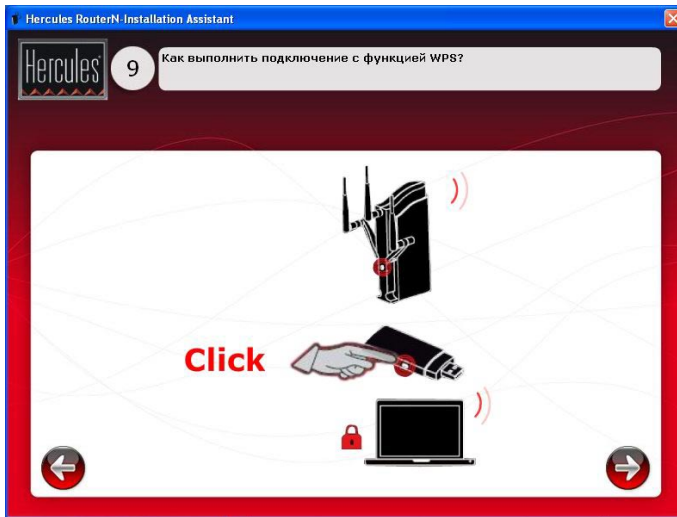 Hercules RouterN-Installation Assistant
Hercules
9
Как выполнить подключение с функцией WPS?
Click